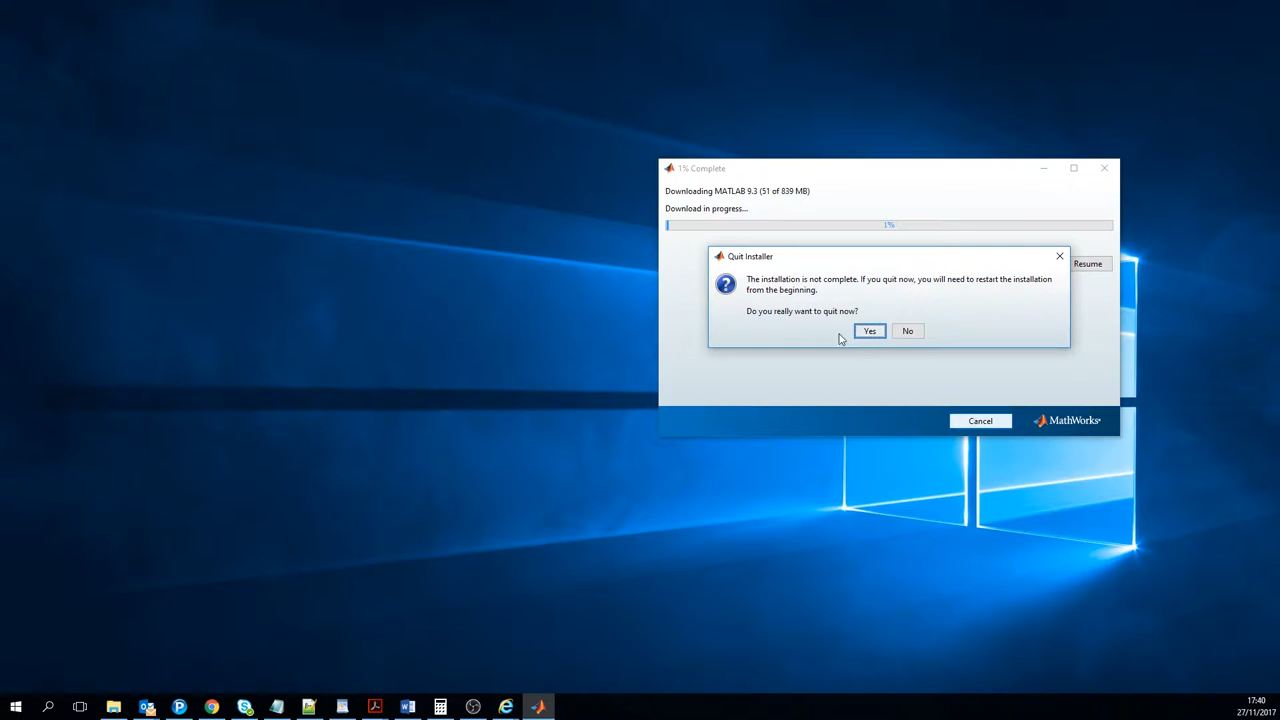 1% Complete
Downloading MATLAB 9.3 (51 of 839 MB)
Download in progress...
1%
Resume
Quit Installer
The installation is not complete. If you quit now, you will need to restart the installation
from the beginning.
Do you really want to quit now?
Yes No
Cancel
MathWorks®
17:40
27/11/2017